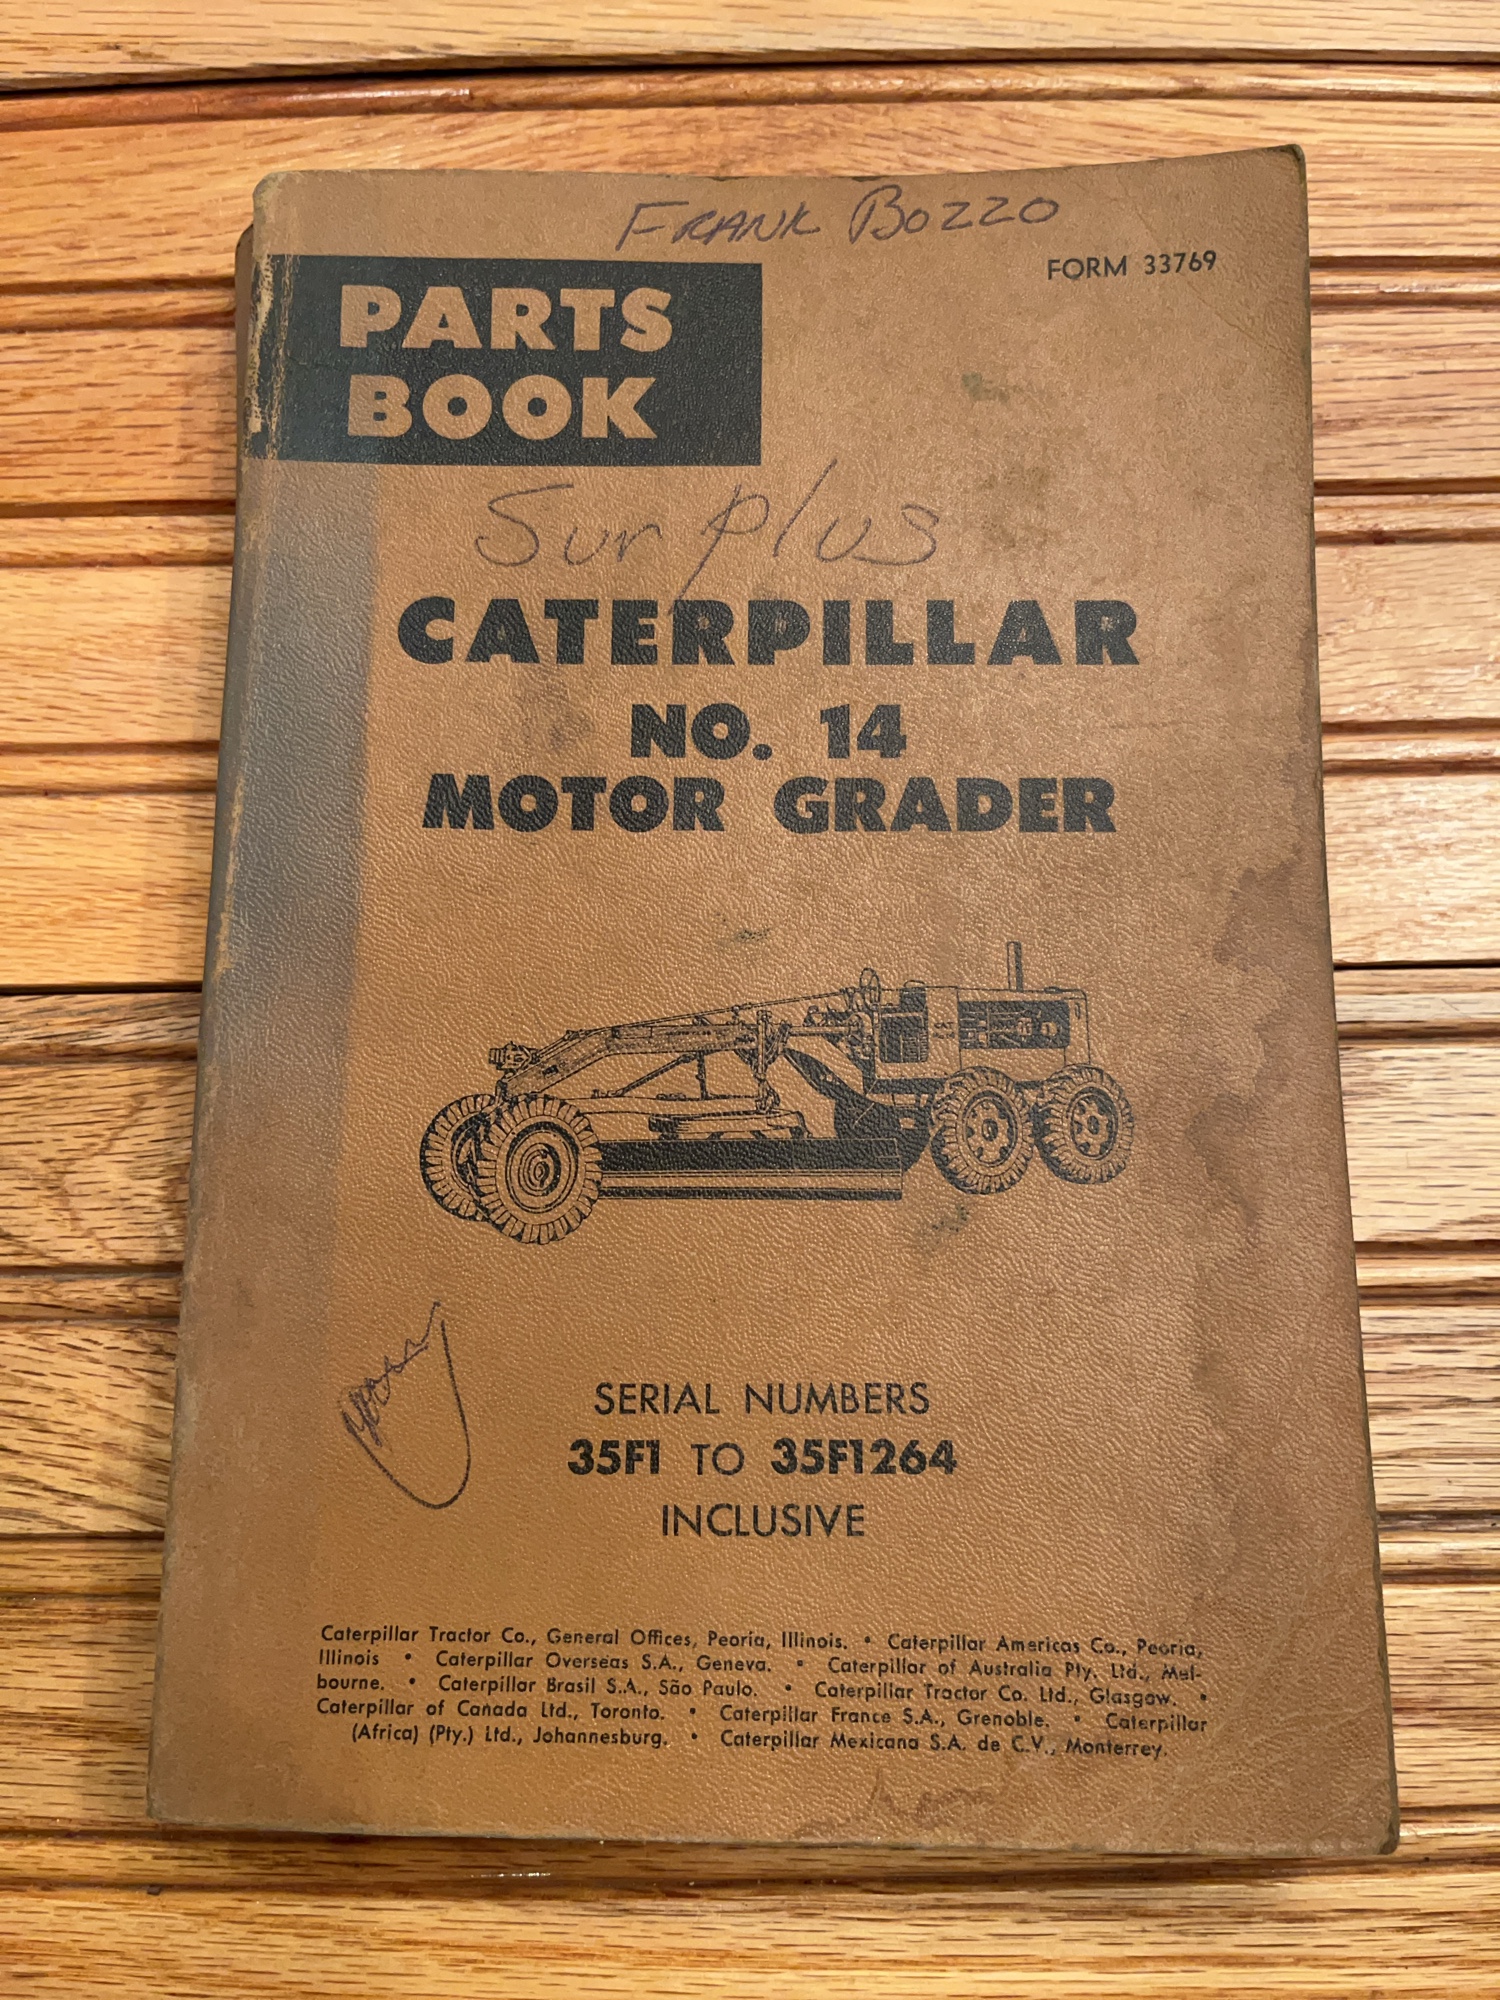 FRANK BOZZO
FORM 33769
PARTS
BOOK
Surplus
CATERPILLAR
NO. 14
MOTOR GRADER
SERIAL NUMBERS
35F1 TO 35F1264
INCLUSIVE
Caterpillar Tractor Co., General Offices, Peoria, Illinois. • Caterpillar Americas Co., Peoria,
Illinois • Caterpillar Overseas S.A., Geneva. • Caterpillar of Australia Pty. Ltd., Mel-
bourne. • Caterpillar Brasil S.A., São Paulo. • Caterpillar Tractor Co. Ltd., Glasgow. •
Caterpillar of Canada Ltd., Toronto. • Caterpillar France S.A., Grenoble. • Caterpillar
(Africa) (Pty.) Ltd., Johannesburg. • Caterpillar Mexicana S.A. de C.V., Monterrey.